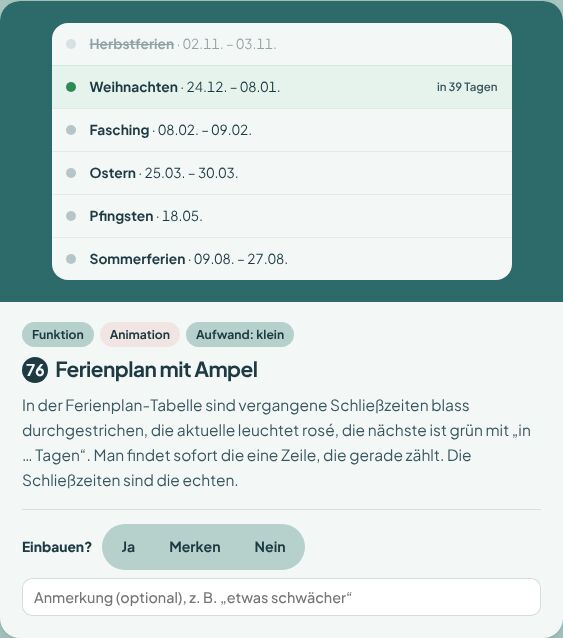 Herbstferien · 02.11. – 03.11.
Weihnachten · 24.12. – 08.01. in 39 Tagen
Fasching · 08.02. – 09.02.
Ostern · 25.03. – 30.03.
Pfingsten · 18.05.
Sommerferien · 09.08. – 27.08.
Funktion Animation Aufwand: klein
76 Ferienplan mit Ampel
In der Ferienplan-Tabelle sind vergangene Schließzeiten blass
durchgestrichen, die aktuelle leuchtet rosé, die nächste ist grün mit „in
… Tagen“. Man findet sofort die eine Zeile, die gerade zählt. Die
Schließzeiten sind die echten.
Einbauen? Ja Merken Nein
Anmerkung (optional), z. B. „etwas schwächer“